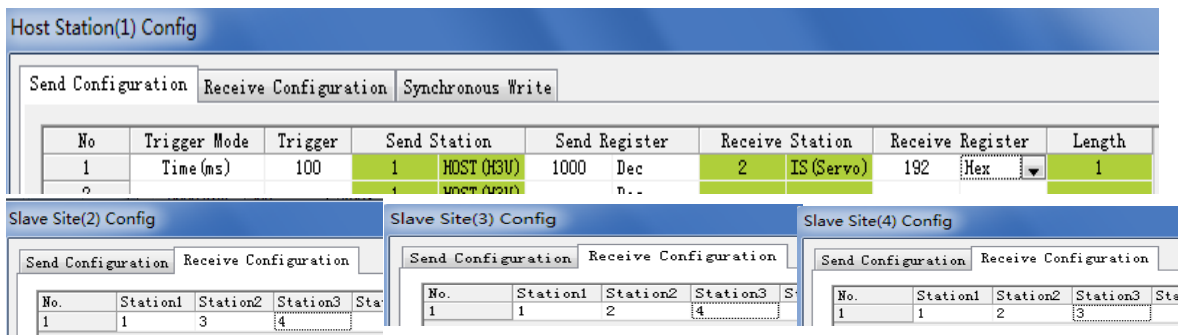 Host Station(1) Config
Send Configuration Receive Configuration Synchronous Write
No Trigger Mode Trigger Send Station Send Register Receive Station Receive Register Length
1 Time(ms) 100 1 HOST(H3U) 1000 Dec 2 IS(Servo) 192 Hex 1
Slave Site(2) Config
Send Configuration Receive Configuration
No. Station1 Station2 Station3 Sta
1 1 3 4
Slave Site(3) Config
Send Configuration Receive Configuration
No. Station1 Station2 Station3 S
1 1 2 4
Slave Site(4) Config
Send Configuration Receive Configuration
No. Station1 Station2 Station3 Sta
1 1 2 3